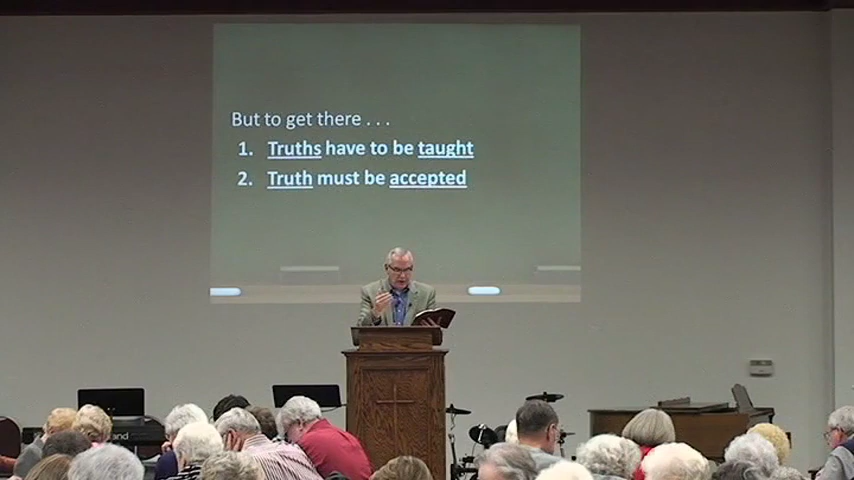 But to get there . . .
1. Truths have to be taught
2. Truth must be accepted